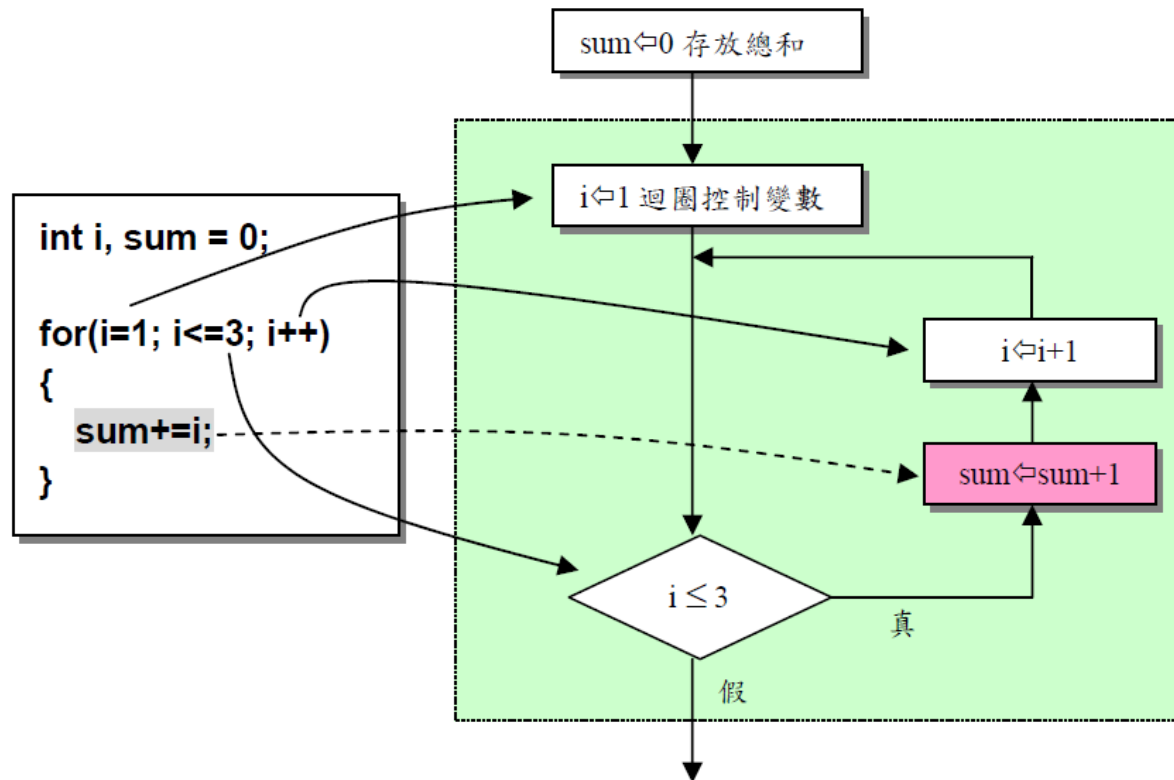 sum⇦0 存放總和
i⇦1 迴圈控制變數
int i, sum = 0;
for(i=1; i<=3; i++)
{
sum+=i;
}
i⇦i+1
sum⇦sum+1
i ≤ 3
真
假